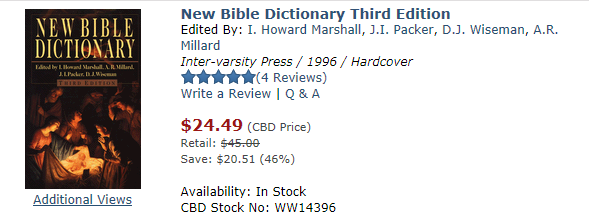 NEW BIBLE
DICTIONARY
Edited by I. Howard Marshall, A. R. Millard,
J. I. Packer, D. J. Wiseman
THIRD EDITION
Additional Views
New Bible Dictionary Third Edition
Edited By: I. Howard Marshall, J.I. Packer, D.J. Wiseman, A.R.
Millard
Inter-varsity Press / 1996 / Hardcover
(4 Reviews)
Write a Review | Q & A
$24.49 (CBD Price)
Retail: $45.00
Save: $20.51 (46%)
Availability: In Stock
CBD Stock No: WW14396